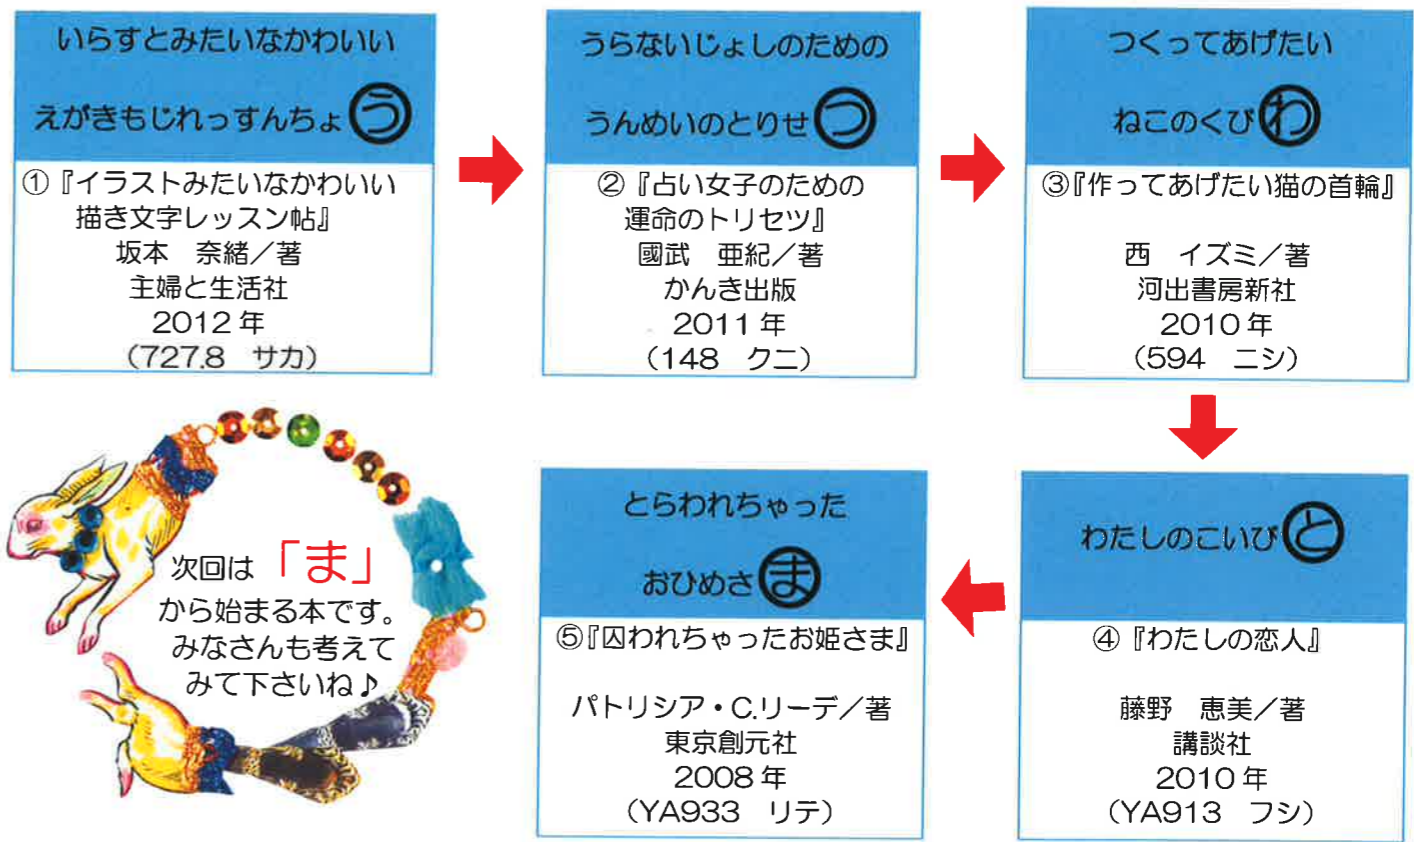 いらすとみたいなかわいい
えがきもじれっすんちょう
①『イラストみたいなかわいい
描き文字レッスン帖』
坂本 奈緒／著
主婦と生活社
2012年
（727.8 サカ）
うらないじょしのための
うんめいのとりせつ
②『占い女子のための
運命のトリセツ』
國武 亜紀／著
かんき出版
2011年
（148 クニ）
つくってあげたい
ねこのくびわ
③『作ってあげたい猫の首輪』
西 イズミ／著
河出書房新社
2010年
（594 ニシ）
わたしのこいびと
④『わたしの恋人』
藤野 恵美／著
講談社
2010年
（YA913 フシ）
とらわれちゃった
おひめさま
⑤『囚われちゃったお姫さま』
パトリシア・C.リーデ／著
東京創元社
2008年
（YA933 リテ）
次回は「ま」
から始まる本です。
みなさんも考えて
みて下さいね♪